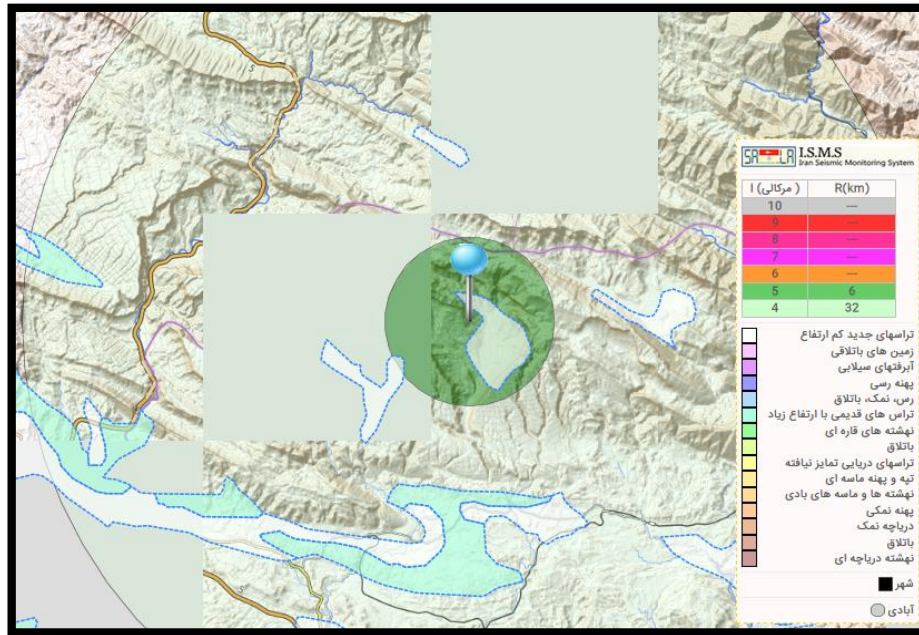 I.S.M.S
Iran Seismic Monitoring System
I (مرکالی) R(km)
10 ---
9 ---
8 ---
7 ---
6 ---
5 6
4 32
تراسهای جدید کم ارتفاع
زمین های باتلاقی
آبرفتهای سیلابی
پهنه رسی
رس، نمک، باتلاق
تراس های قدیمی با ارتفاع زیاد
نهشته های قاره ای
باتلاق
تراسهای دریایی تمایز نیافته
تپه و پهنه ماسه ای
نهشته ها و ماسه های بادی
پهنه نمکی
دریاچه نمک
باتلاق
نهشته دریاچه ای
شهر
آبادی